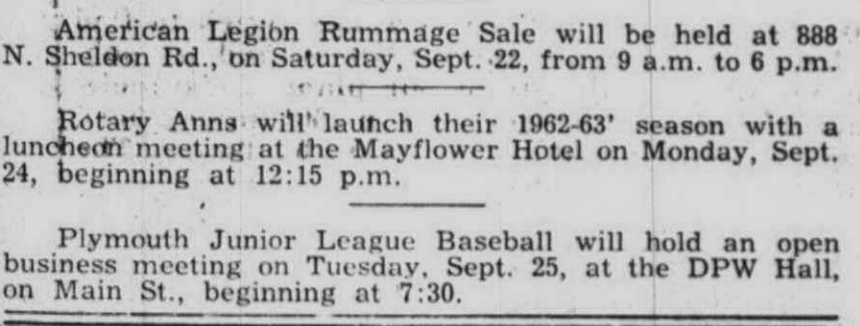 American Legion Rummage Sale will be held at 888
N. Sheldon Rd., on Saturday, Sept. 22, from 9 a.m. to 6 p.m.
Rotary Anns will launch their 1962-63' season with a
luncheon meeting at the Mayflower Hotel on Monday, Sept.
24, beginning at 12:15 p.m.
Plymouth Junior League Baseball will hold an open
business meeting on Tuesday, Sept. 25, at the DPW Hall,
on Main St., beginning at 7:30.